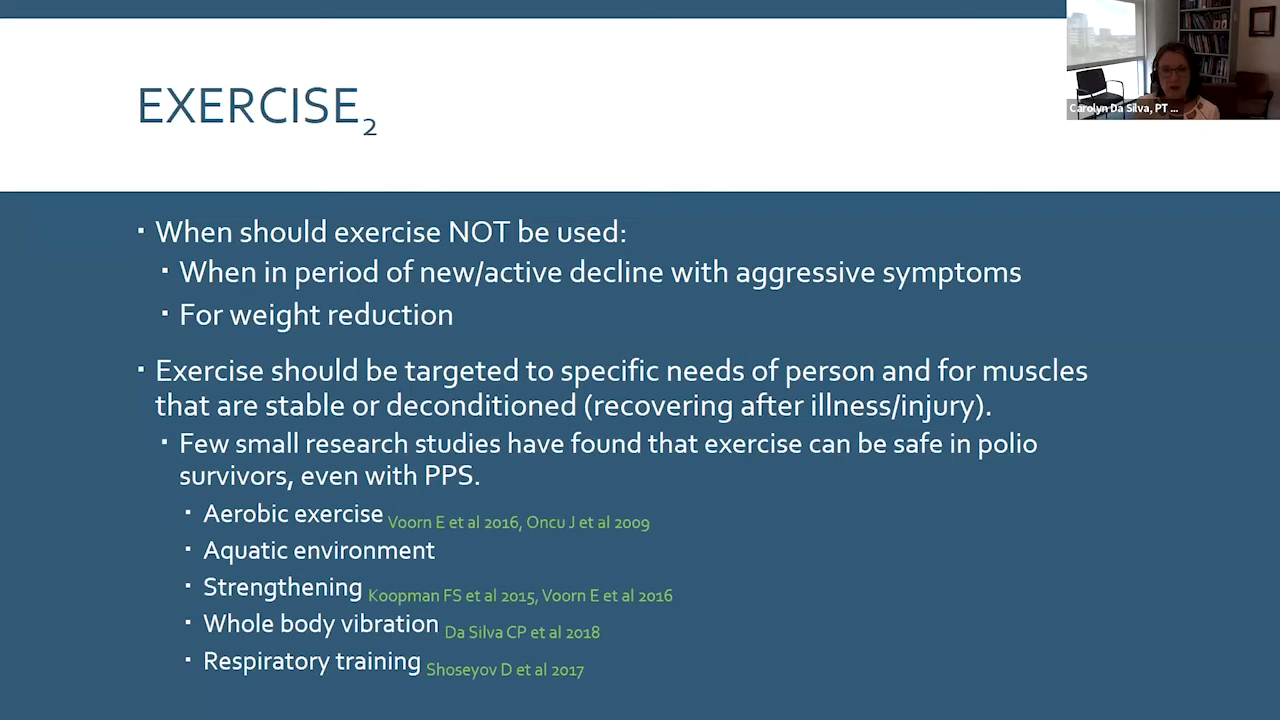 EXERCISE2
Carolyn Da Silva, PT ...
▪ When should exercise NOT be used:
▪ When in period of new/active decline with aggressive symptoms
▪ For weight reduction
▪ Exercise should be targeted to specific needs of person and for muscles
that are stable or deconditioned (recovering after illness/injury).
▪ Few small research studies have found that exercise can be safe in polio
survivors, even with PPS.
▪ Aerobic exercise Voorn E et al 2016, Oncu J et al 2009
▪ Aquatic environment
▪ Strengthening Koopman FS et al 2015, Voorn E et al 2016
▪ Whole body vibration Da Silva CP et al 2018
▪ Respiratory training Shoseyov D et al 2017